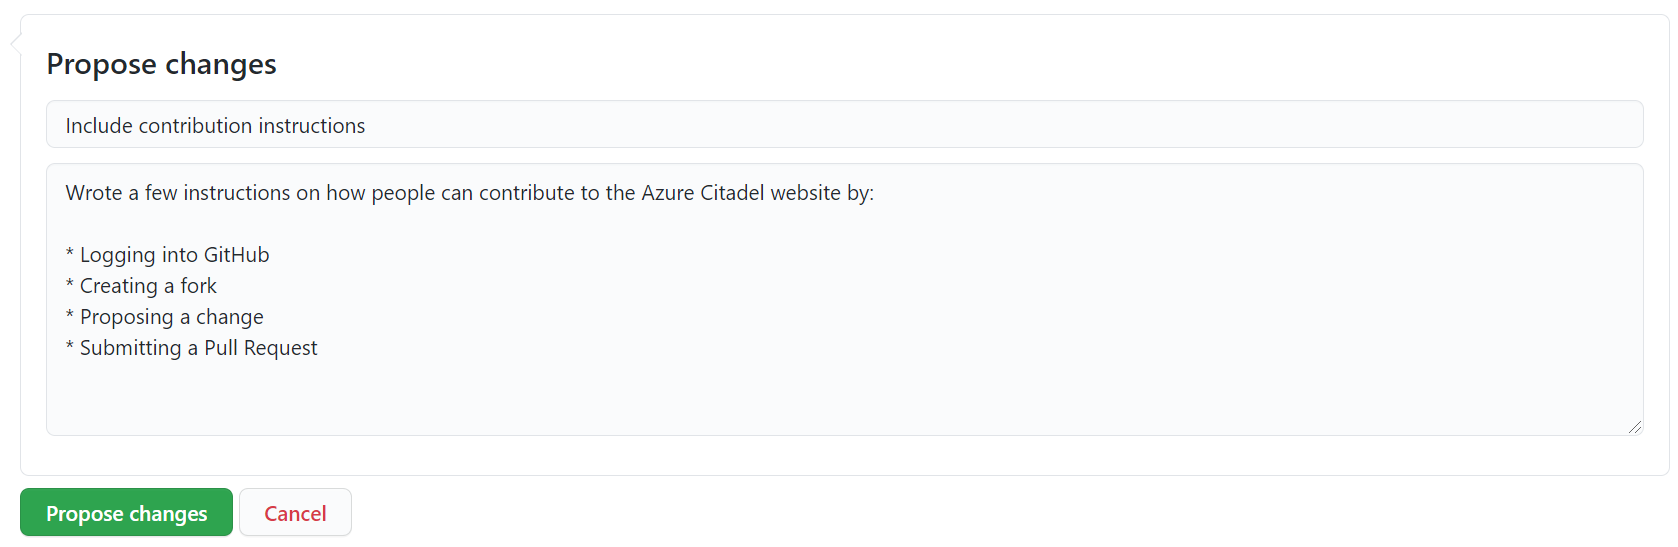 Propose changes
Include contribution instructions
Wrote a few instructions on how people can contribute to the Azure Citadel website by:
* Logging into GitHub
* Creating a fork
* Proposing a change
* Submitting a Pull Request
Propose changes
Cancel